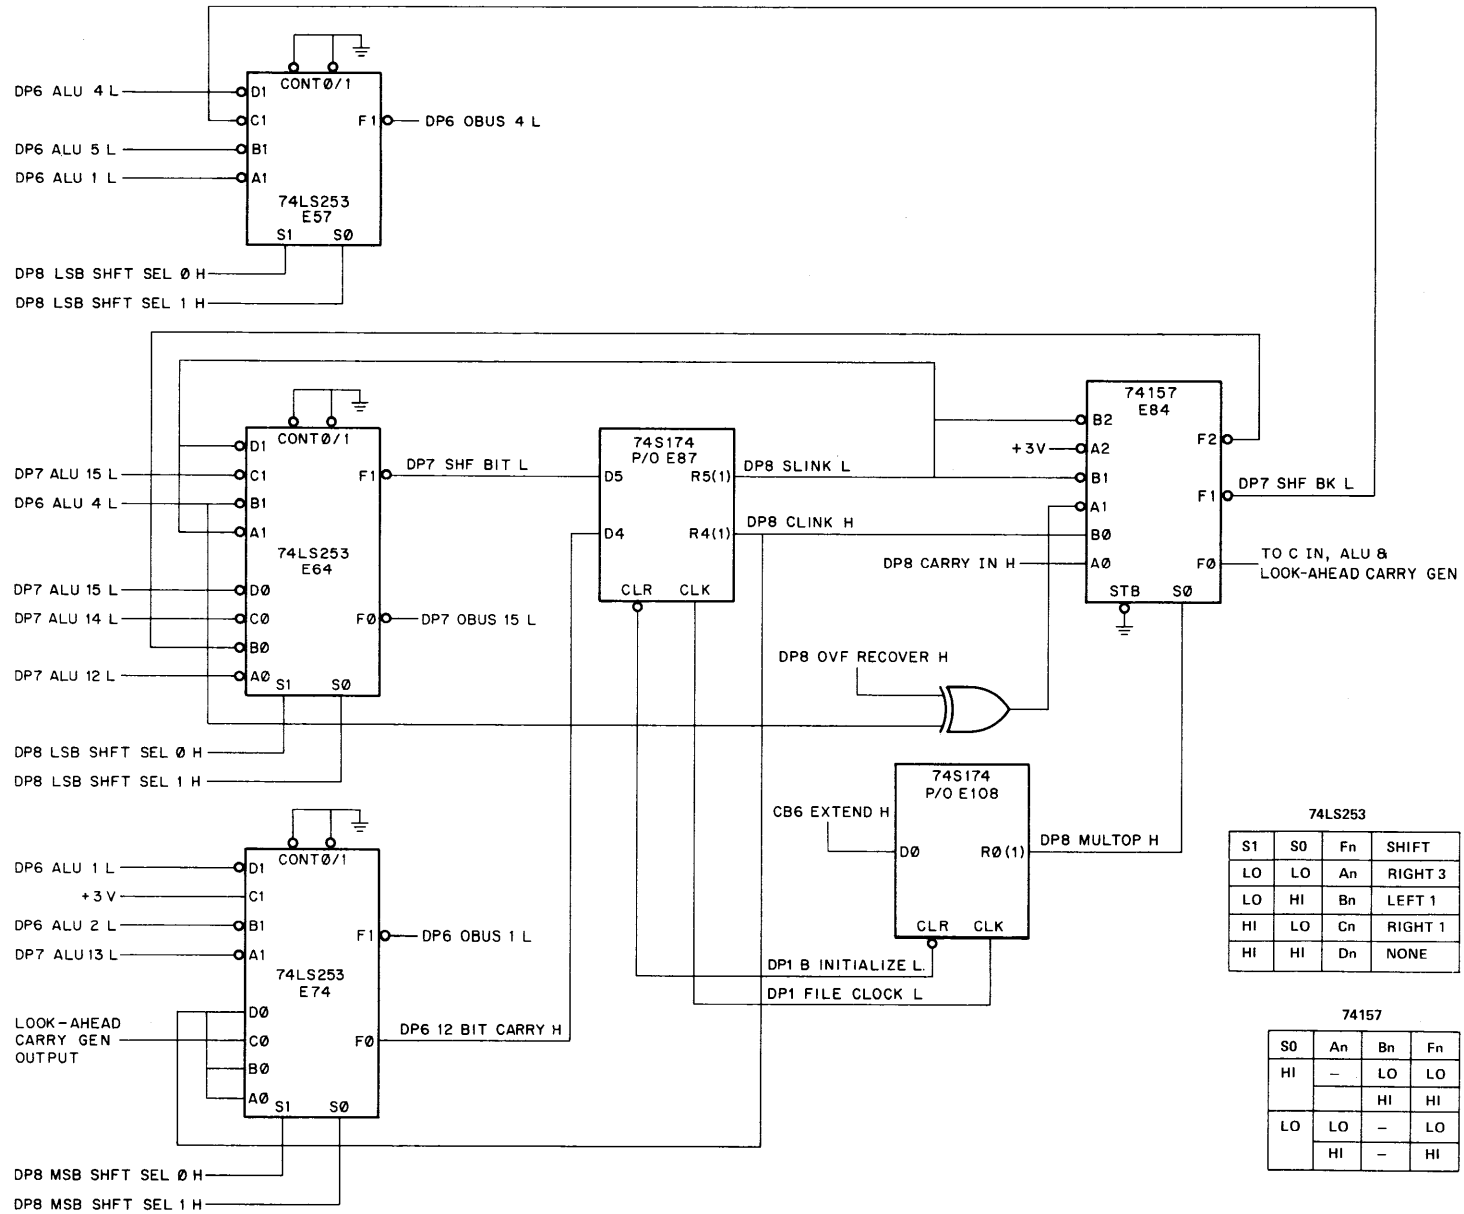 CONTØ/1
DP6 ALU 4 L
D1
C1
F1
DP6 OBUS 4 L
DP6 ALU 5 L
B1
DP6 ALU 1 L
A1
74LS253
E57
S1 SØ
DP8 LSB SHFT SEL Ø H
DP8 LSB SHFT SEL 1 H
CONTØ/1
D1
DP7 ALU 15 L
C1
F1
DP7 SHF BIT L
DP6 ALU 4 L
B1
A1
74LS253
E64
DP7 ALU 15 L
DØ
DP7 ALU 14 L
CØ
FØ
DP7 OBUS 15 L
BØ
DP7 ALU 12 L
AØ
S1 SØ
DP8 LSB SHFT SEL Ø H
DP8 LSB SHFT SEL 1 H
74S174
P/O E87
D5
R5(1)
DP8 SLINK L
D4
R4(1)
DP8 CLINK H
CLR CLK
74157
E84
B2
+3V
A2
F2
B1
F1
DP7 SHF BK L
A1
BØ
DP8 CARRY IN H
AØ
FØ
TO C IN, ALU &
LOOK-AHEAD CARRY GEN
STB SØ
DP8 OVF RECOVER H
74S174
P/O E108
CB6 EXTEND H
DØ
RØ(1)
DP8 MULTOP H
CLR CLK
DP1 B INITIALIZE L.
DP1 FILE CLOCK L
CONTØ/1
DP6 ALU 1 L
D1
+3V
C1
DP6 ALU 2 L
B1
F1
DP6 OBUS 1 L
DP7 ALU 13 L
A1
74LS253
E74
DØ
LOOK-AHEAD
CARRY GEN
OUTPUT
CØ
FØ
DP6 12 BIT CARRY H
BØ
AØ
S1 SØ
DP8 MSB SHFT SEL Ø H
DP8 MSB SHFT SEL 1 H
74LS253
S1 S0 Fn SHIFT
LO LO An RIGHT 3
LO HI Bn LEFT 1
HI LO Cn RIGHT 1
HI HI Dn NONE
74157
S0 An Bn Fn
HI – LO LO
HI HI
LO LO – LO
HI – HI